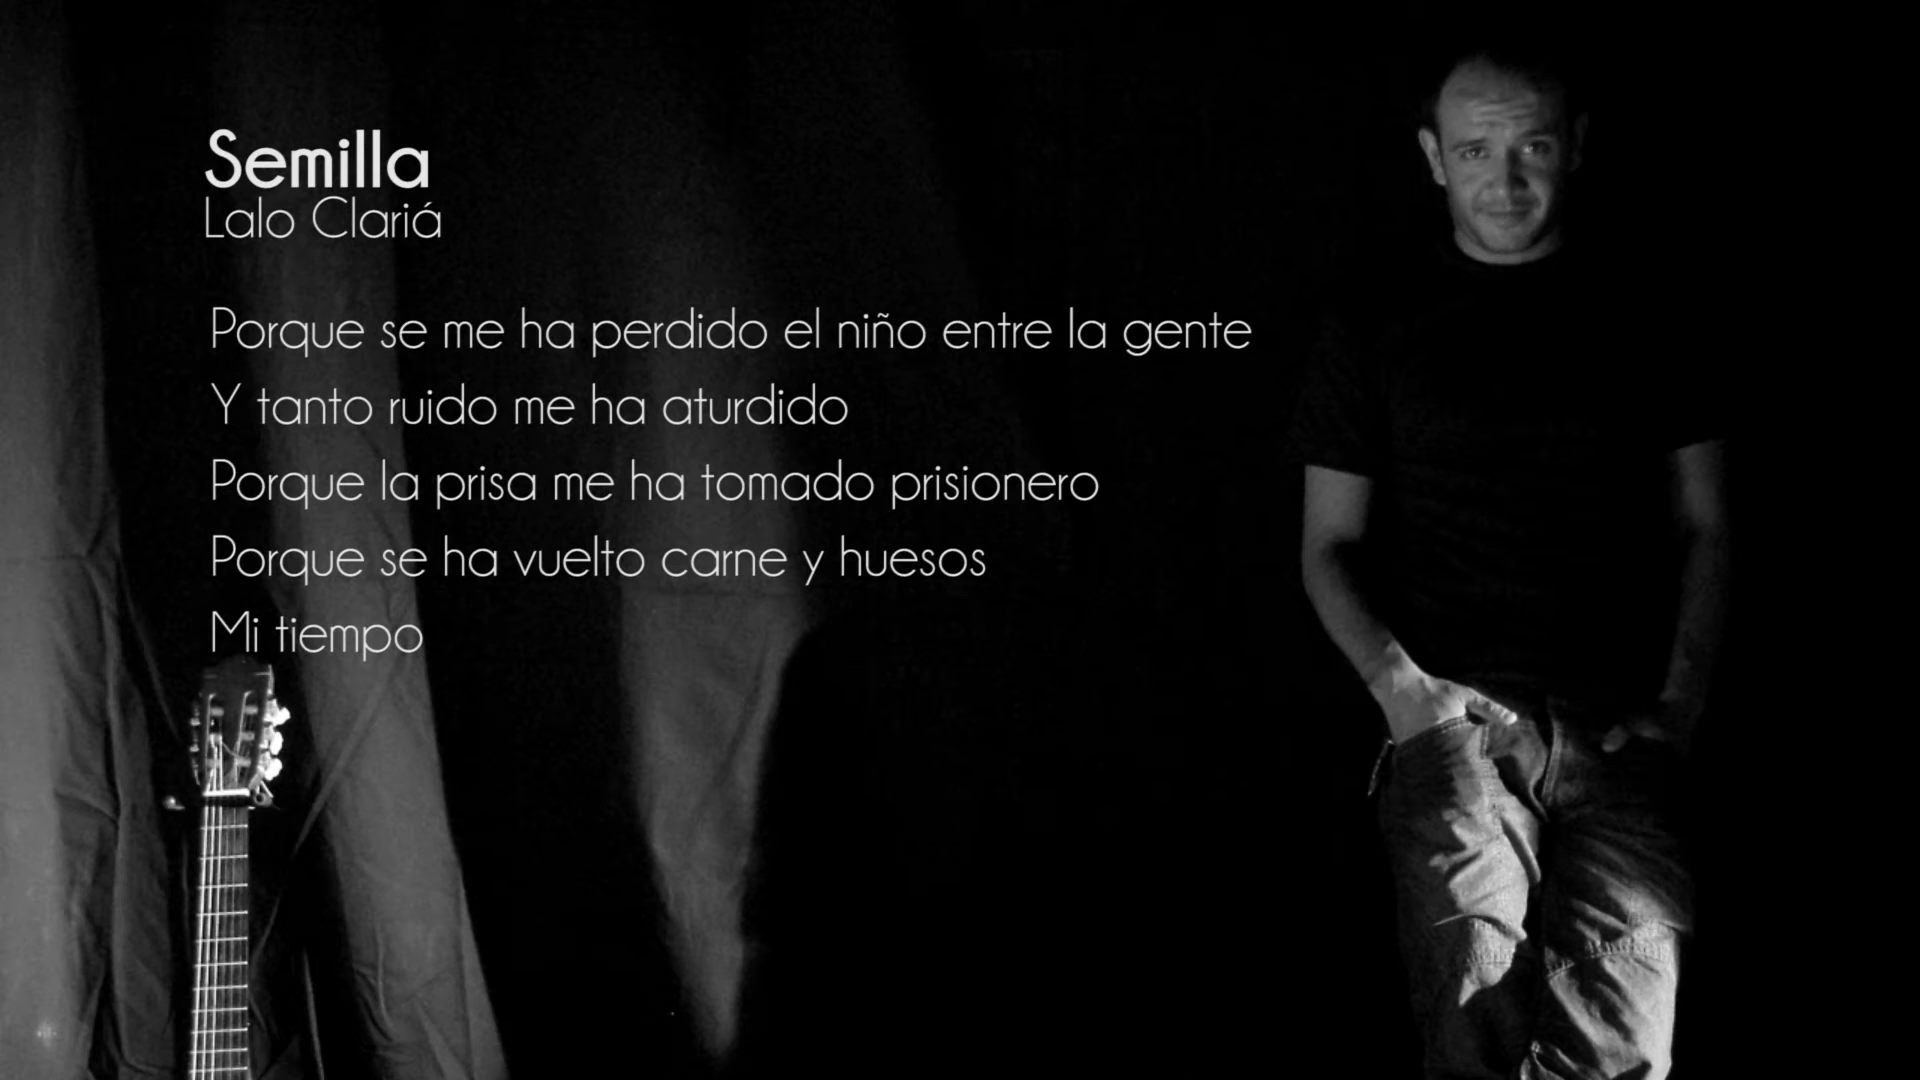 Semilla
Lalo Clariá
Porque se me ha perdido el niño entre la gente
Y tanto ruido me ha aturdido
Porque la prisa me ha tomado prisionero
Porque se ha vuelto carne y huesos
Mi tiempo